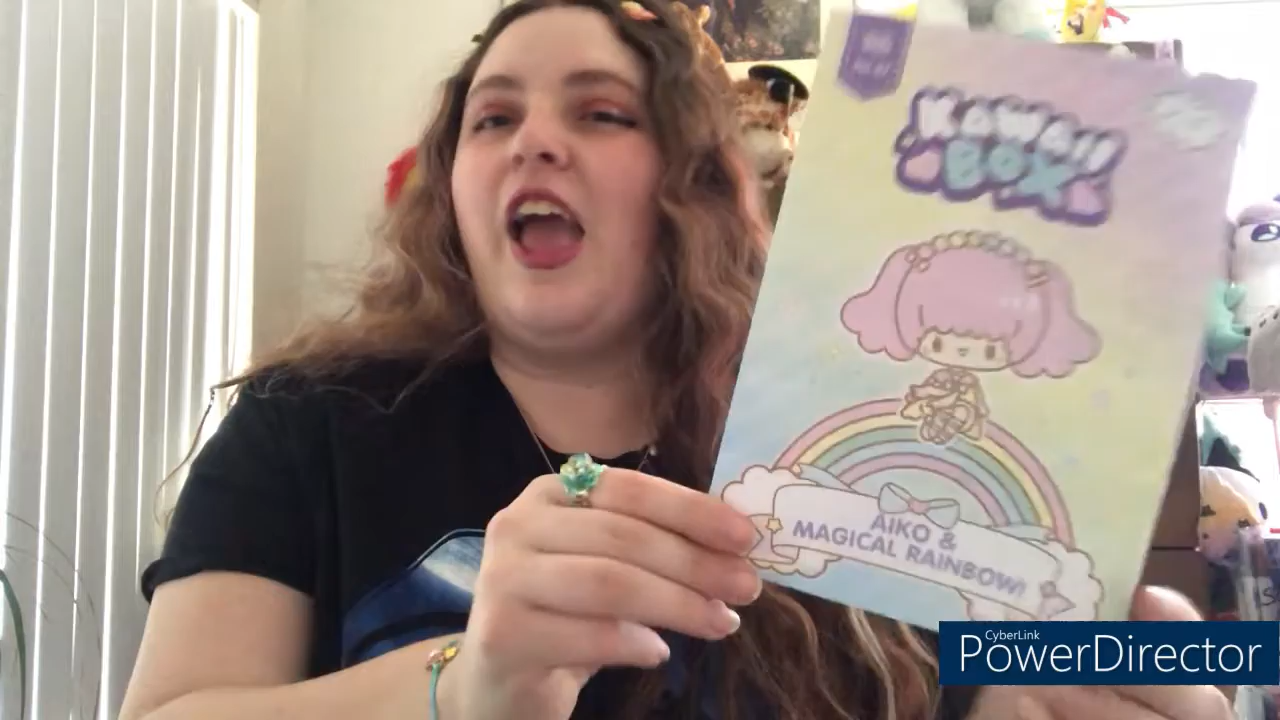 KAWAII
BOX
AIKO &
MAGICAL RAINBOW!
CyberLink
PowerDirector